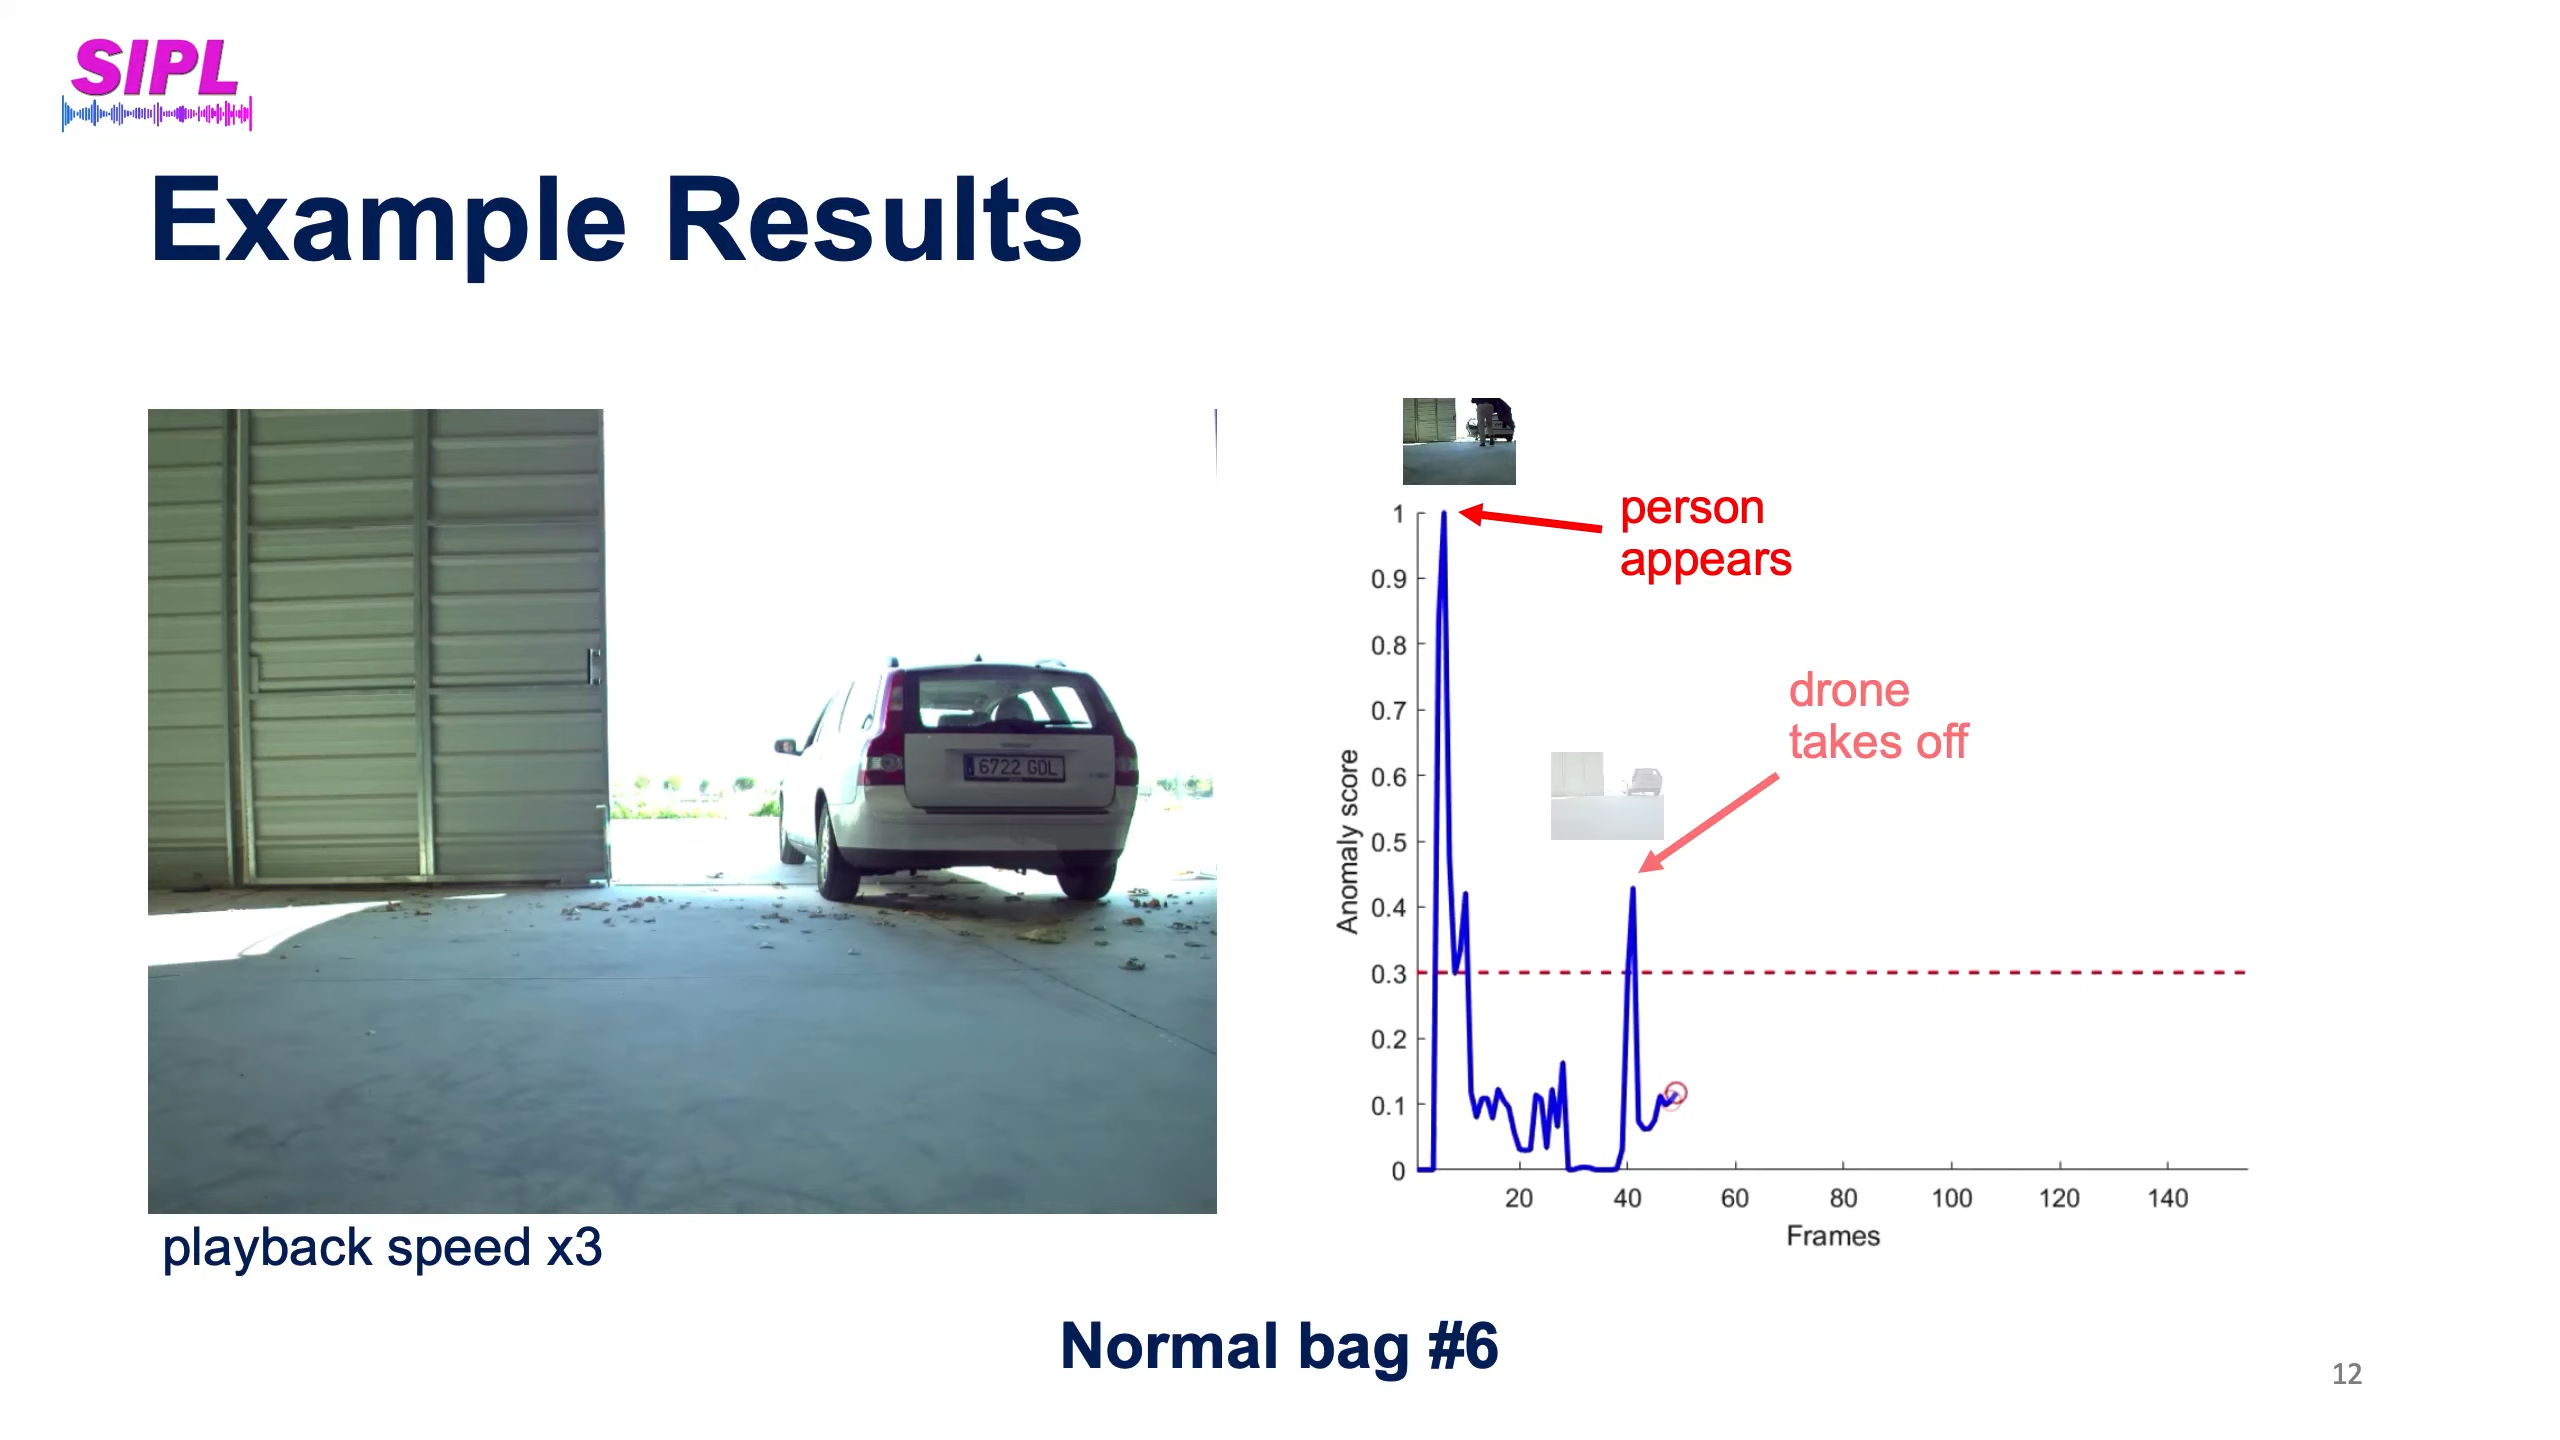 SIPL
Example Results
6722 GDL
playback speed x3
person
appears
drone
takes off
Anomaly score
1
0.9
0.8
0.7
0.6
0.5
0.4
0.3
0.2
0.1
0
20 40 60 80 100 120 140
Frames
Normal bag #6
12